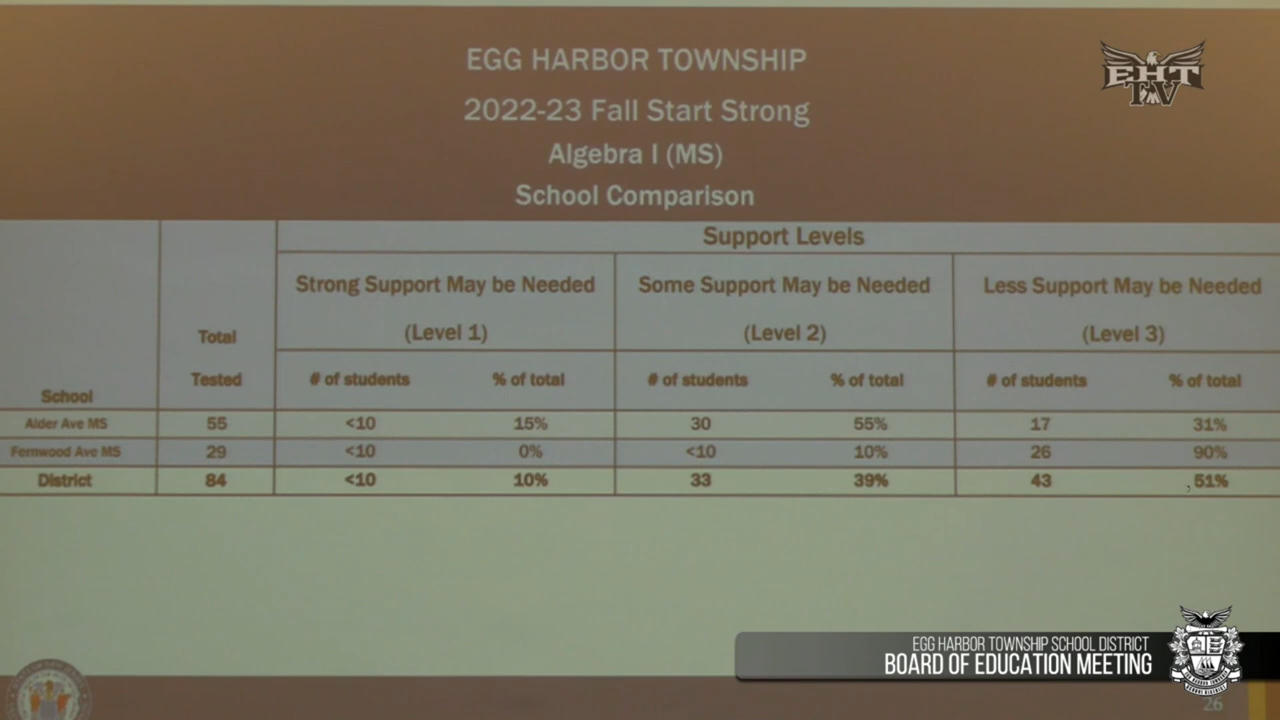 EGG HARBOR TOWNSHIP
2022-23 Fall Start Strong
Algebra I (MS)
School Comparison
EHT
TV
Support Levels
Strong Support May be Needed Some Support May be Needed Less Support May be Needed
(Level 1) (Level 2) (Level 3)
Total
Tested
School
# of students % of total # of students % of total # of students % of total
Alder Ave MS 55 <10 15% 30 55% 17 31%
Fernwood Ave MS 29 <10 0% <10 10% 26 90%
District 84 <10 10% 33 39% 43 51%
EGG HARBOR TOWNSHIP SCHOOL DISTRICT
BOARD OF EDUCATION MEETING
26